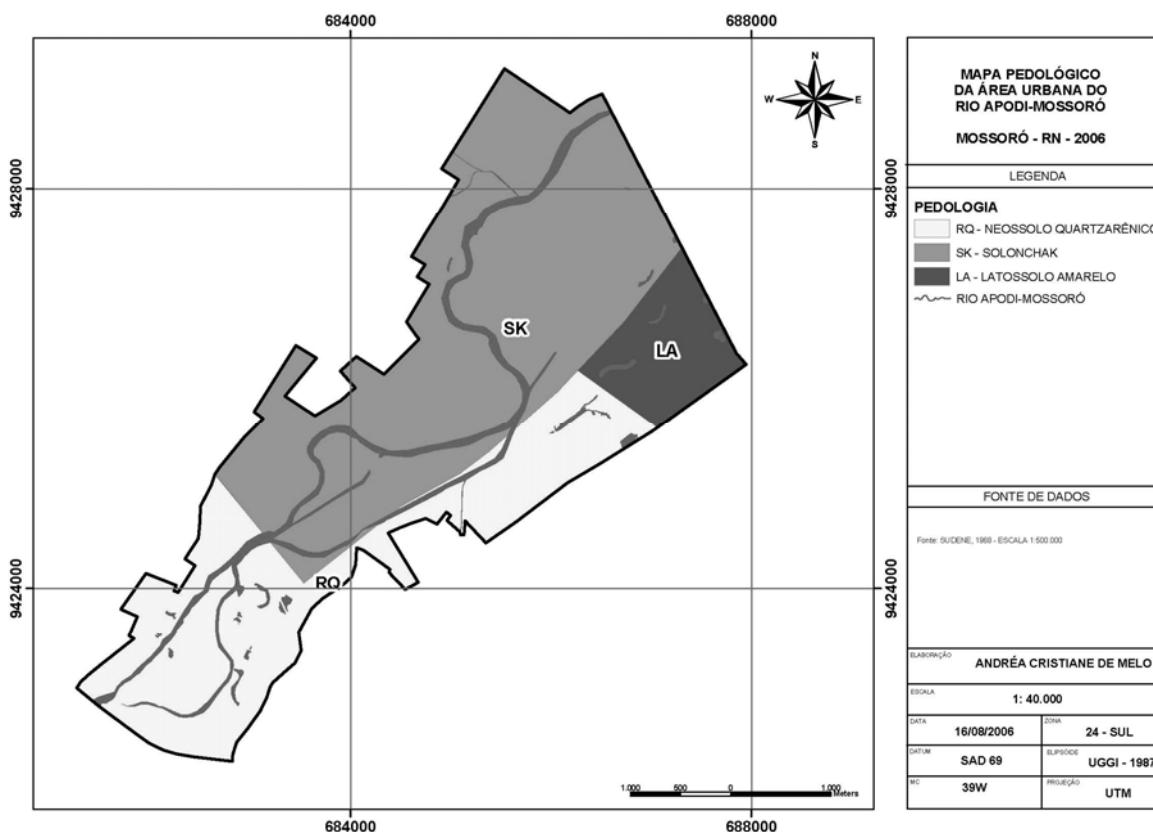 684000
688000
9428000
9424000
N
W
E
S
SK
LA
RQ
9428000
9424000
1.000
500
0
1.000
Meters
684000
688000
MAPA PEDOLÓGICO
DA ÁREA URBANA DO
RIO APODI-MOSSORÓ
MOSSORÓ - RN - 2006
LEGENDA
PEDOLOGIA
RQ - NEOSSOLO QUARTZARÊNICO
SK - SOLONCHAK
LA - LATOSSOLO AMARELO
RIO APODI-MOSSORÓ
FONTE DE DADOS
Fonte: SUDENE, 1968 - ESCALA 1:500.000
ELABORAÇÃO
ANDRÉA CRISTIANE DE MELO
ESCALA
1: 40.000
DATA
16/08/2006
ZONA
24 - SUL
DATUM
SAD 69
ELIPSÓIDE
UGGI - 1987
MC
39W
PROJEÇÃO
UTM